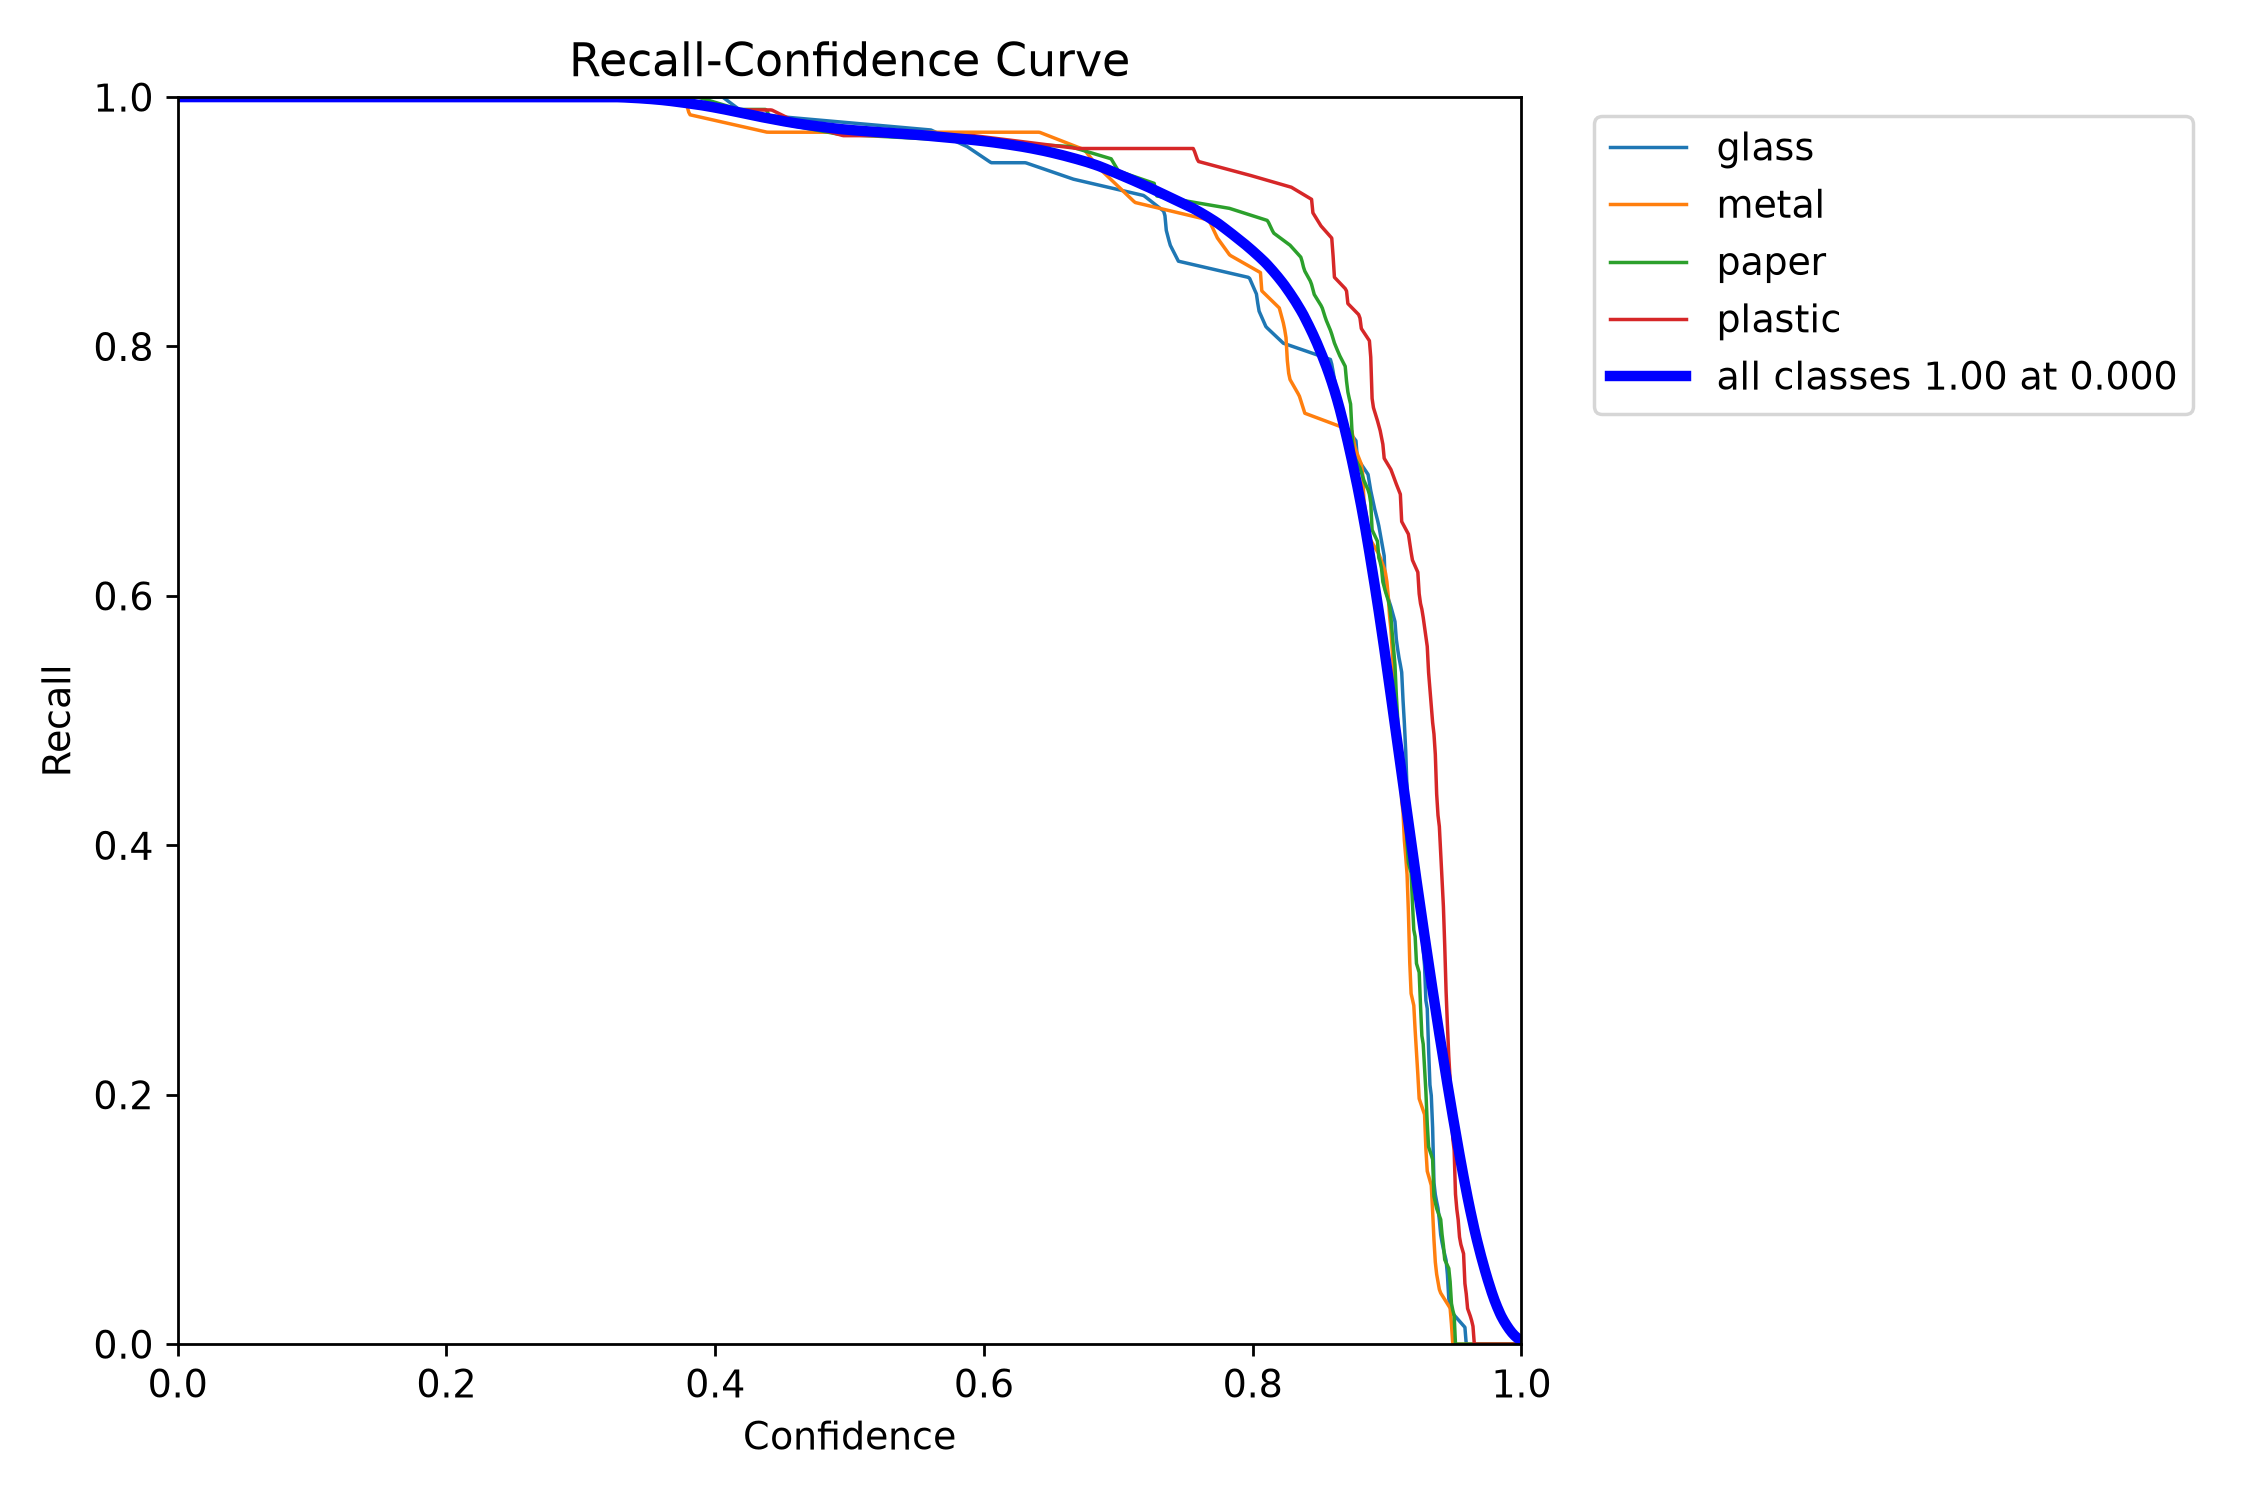 Recall-Confidence Curve
1.0
0.8
0.6
0.4
0.2
0.0
Recall
0.0 0.2 0.4 0.6 0.8 1.0
Confidence
glass
metal
paper
plastic
all classes 1.00 at 0.000